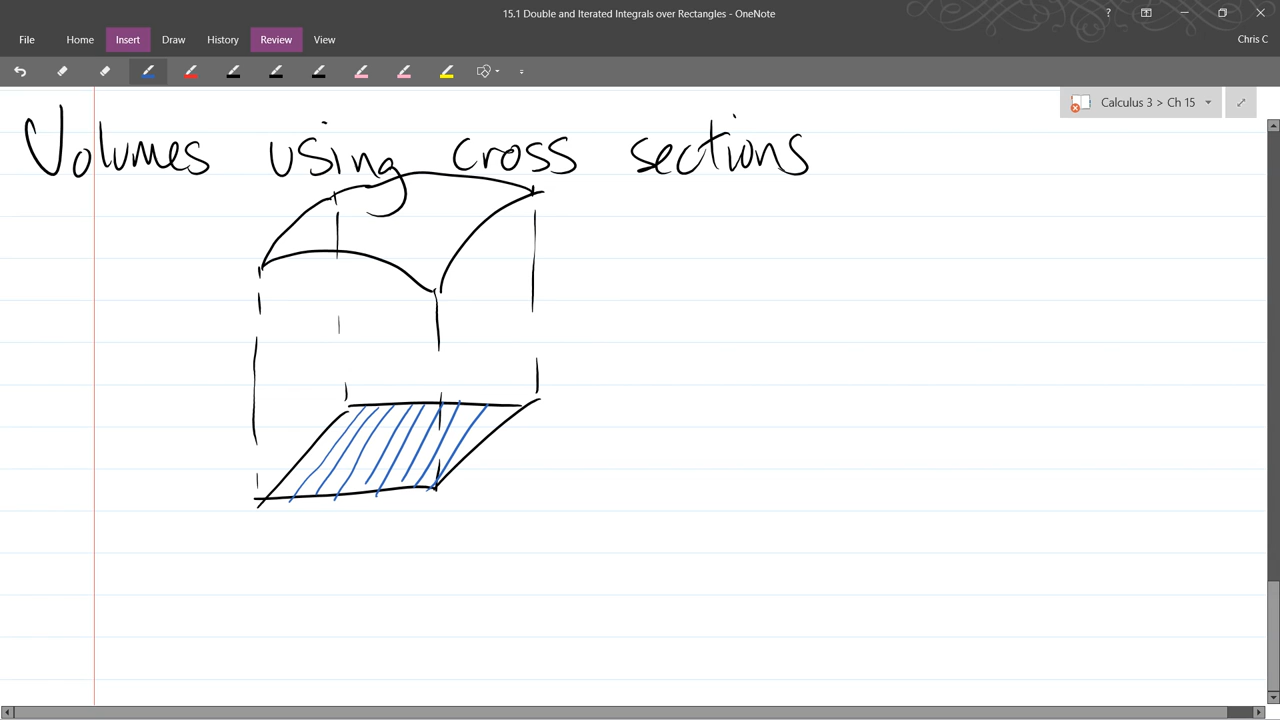 15.1 Double and Iterated Integrals over Rectangles - OneNote
File Home Insert Draw History Review View Chris C
Calculus 3 > Ch 15
Volumes using cross sections